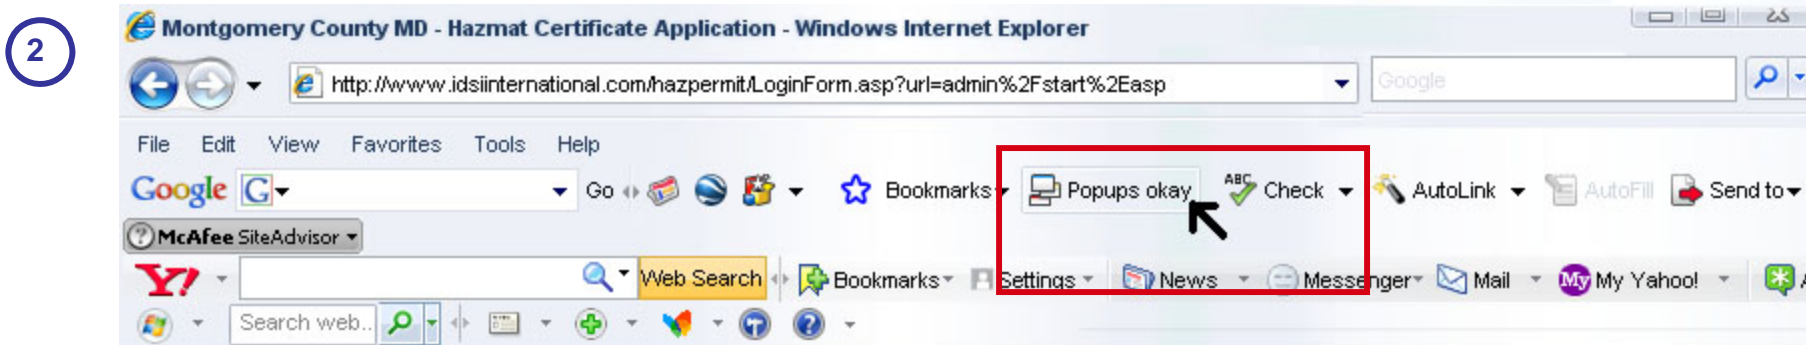 2
Montgomery County MD - Hazmat Certificate Application - Windows Internet Explorer
http://www.idsiinternational.com/hazpermit/LoginForm.asp?url=admin%2Fstart%2Easp
Google
File Edit View Favorites Tools Help
Google G Go Bookmarks Popups okay ABC Check AutoLink AutoFill Send to
? McAfee SiteAdvisor
Y! Web Search Bookmarks Settings News Messenger Mail My My Yahoo!
Search web.. ?